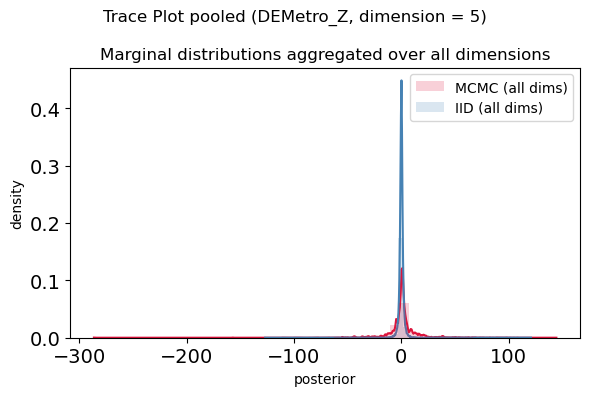 Trace Plot pooled (DEMetro_Z, dimension = 5)
Marginal distributions aggregated over all dimensions
MCMC (all dims)
IID (all dims)
density
0.4
0.3
0.2
0.1
0.0
−300
−200
−100
0
100
posterior